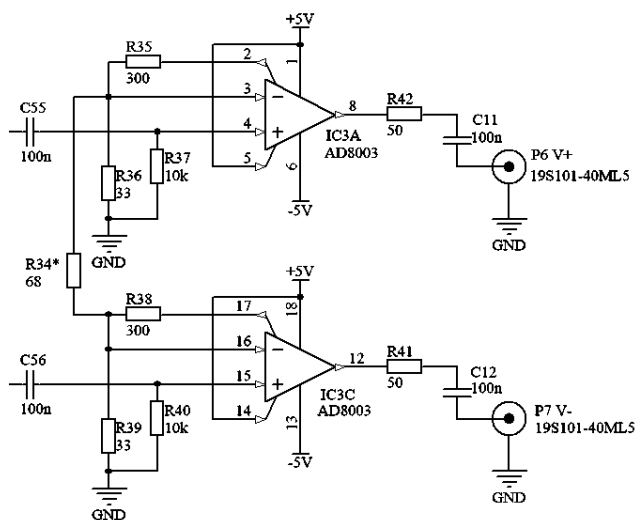 +5V
R35
300
2
1
3
C55
100n
4
8
R42
50
C11
100n
IC3A
AD8003
P6 V+
19S101-40ML5
R36
33
R37
10k
5
6
-5V
GND
GND
R34*
68
+5V
R38
300
17
18
16
C56
100n
15
12
R41
50
C12
100n
IC3C
AD8003
P7 V-
19S101-40ML5
R39
33
R40
10k
14
13
-5V
GND
GND